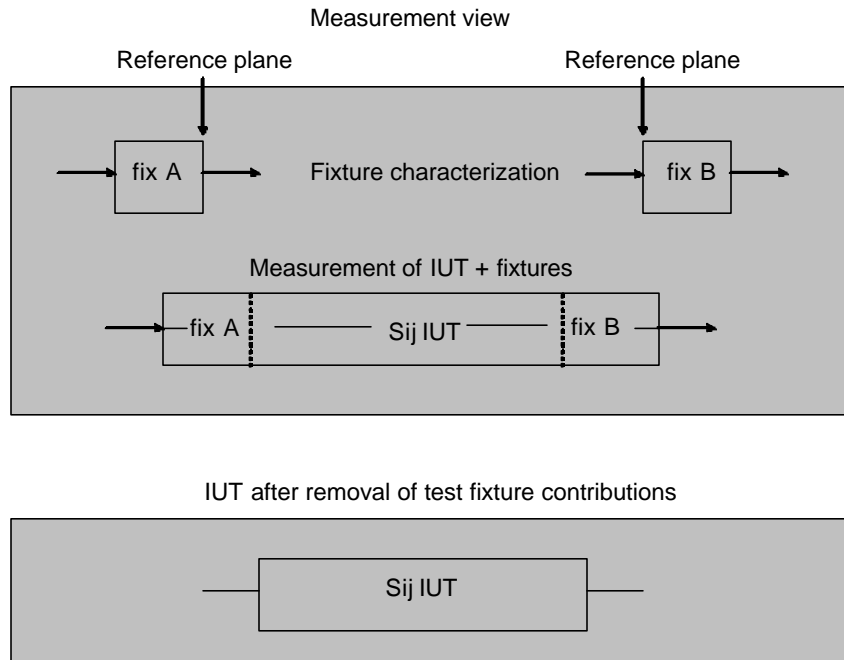 Measurement view
Reference plane
Reference plane
fix A
Fixture characterization
fix B
Measurement of IUT + fixtures
fix A
Sij IUT
fix B
IUT after removal of test fixture contributions
Sij IUT